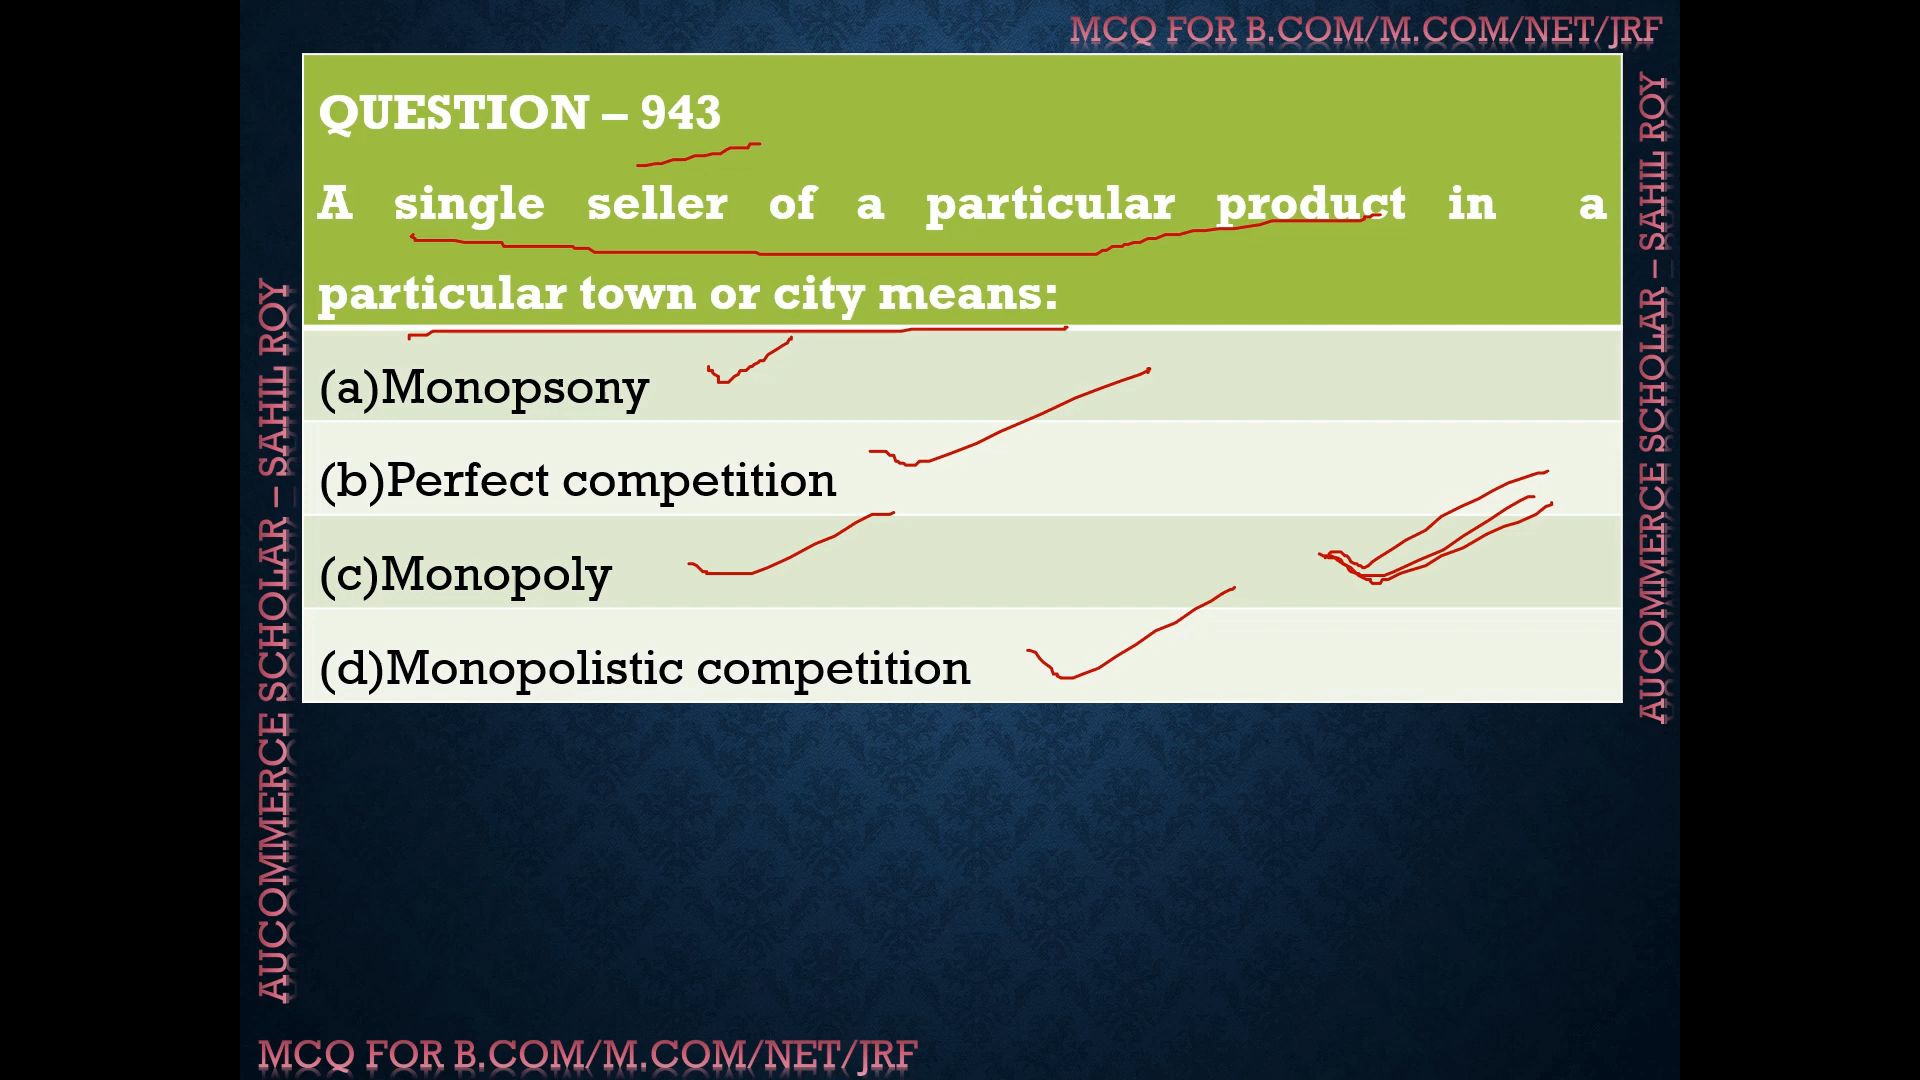 MCQ FOR B.COM/M.COM/NET/JRF
QUESTION – 943
A single seller of a particular product in a
particular town or city means:
(a)Monopsony
(b)Perfect competition
(c)Monopoly
(d)Monopolistic competition
AUCOMMERCE SCHOLAR – SAHIL ROY
AUCOMMERCE SCHOLAR – SAHIL ROY
MCQ FOR B.COM/M.COM/NET/JRF